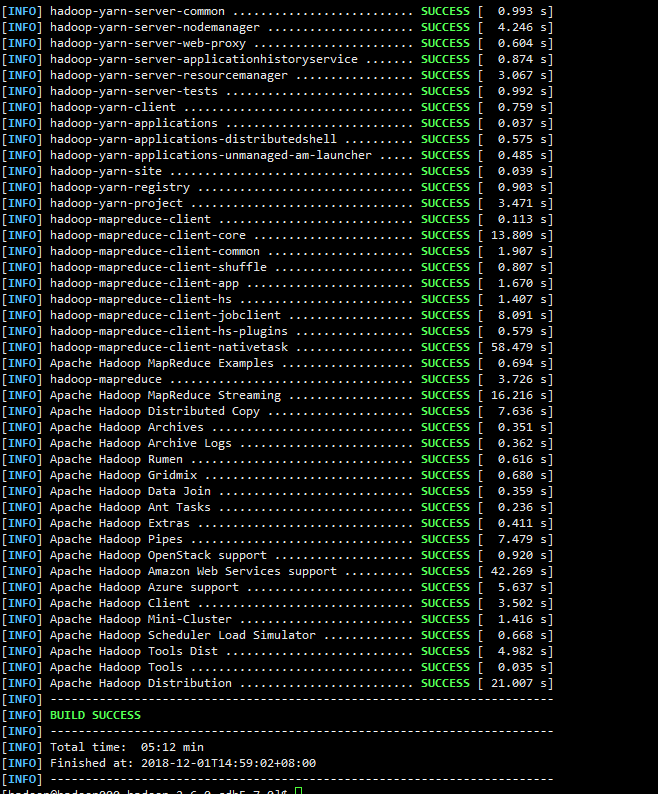 [INFO] hadoop-yarn-server-common .......................... SUCCESS [  0.993 s]
[INFO] hadoop-yarn-server-nodemanager ..................... SUCCESS [  4.246 s]
[INFO] hadoop-yarn-server-web-proxy ....................... SUCCESS [  0.604 s]
[INFO] hadoop-yarn-server-applicationhistoryservice ....... SUCCESS [  0.874 s]
[INFO] hadoop-yarn-server-resourcemanager ................. SUCCESS [  3.067 s]
[INFO] hadoop-yarn-server-tests ........................... SUCCESS [  0.992 s]
[INFO] hadoop-yarn-client ................................. SUCCESS [  0.759 s]
[INFO] hadoop-yarn-applications ........................... SUCCESS [  0.037 s]
[INFO] hadoop-yarn-applications-distributedshell .......... SUCCESS [  0.575 s]
[INFO] hadoop-yarn-applications-unmanaged-am-launcher ..... SUCCESS [  0.485 s]
[INFO] hadoop-yarn-site ................................... SUCCESS [  0.039 s]
[INFO] hadoop-yarn-registry ............................... SUCCESS [  0.903 s]
[INFO] hadoop-yarn-project ................................ SUCCESS [  3.471 s]
[INFO] hadoop-mapreduce-client ............................ SUCCESS [  0.113 s]
[INFO] hadoop-mapreduce-client-core ....................... SUCCESS [ 13.809 s]
[INFO] hadoop-mapreduce-client-common ..................... SUCCESS [  1.907 s]
[INFO] hadoop-mapreduce-client-shuffle .................... SUCCESS [  0.807 s]
[INFO] hadoop-mapreduce-client-app ........................ SUCCESS [  1.670 s]
[INFO] hadoop-mapreduce-client-hs ......................... SUCCESS [  1.407 s]
[INFO] hadoop-mapreduce-client-jobclient .................. SUCCESS [  8.091 s]
[INFO] hadoop-mapreduce-client-hs-plugins ................. SUCCESS [  0.579 s]
[INFO] hadoop-mapreduce-client-nativetask ................. SUCCESS [ 58.479 s]
[INFO] Apache Hadoop MapReduce Examples ................... SUCCESS [  0.694 s]
[INFO] hadoop-mapreduce ................................... SUCCESS [  3.726 s]
[INFO] Apache Hadoop MapReduce Streaming .................. SUCCESS [ 16.216 s]
[INFO] Apache Hadoop Distributed Copy ..................... SUCCESS [  7.636 s]
[INFO] Apache Hadoop Archives ............................. SUCCESS [  0.351 s]
[INFO] Apache Hadoop Archive Logs ......................... SUCCESS [  0.362 s]
[INFO] Apache Hadoop Rumen ................................ SUCCESS [  0.616 s]
[INFO] Apache Hadoop Gridmix .............................. SUCCESS [  0.680 s]
[INFO] Apache Hadoop Data Join ............................ SUCCESS [  0.359 s]
[INFO] Apache Hadoop Ant Tasks ............................ SUCCESS [  0.236 s]
[INFO] Apache Hadoop Extras ............................... SUCCESS [  0.411 s]
[INFO] Apache Hadoop Pipes ................................ SUCCESS [  7.479 s]
[INFO] Apache Hadoop OpenStack support .................... SUCCESS [  0.920 s]
[INFO] Apache Hadoop Amazon Web Services support .......... SUCCESS [ 42.269 s]
[INFO] Apache Hadoop Azure support ........................ SUCCESS [  5.637 s]
[INFO] Apache Hadoop Client ............................... SUCCESS [  3.502 s]
[INFO] Apache Hadoop Mini-Cluster ......................... SUCCESS [  1.416 s]
[INFO] Apache Hadoop Scheduler Load Simulator ............. SUCCESS [  0.668 s]
[INFO] Apache Hadoop Tools Dist ........................... SUCCESS [  4.982 s]
[INFO] Apache Hadoop Tools ................................ SUCCESS [  0.035 s]
[INFO] Apache Hadoop Distribution ......................... SUCCESS [ 21.007 s]
[INFO] ------------------------------------------------------------------------
[INFO] BUILD SUCCESS
[INFO] ------------------------------------------------------------------------
[INFO] Total time:  05:12 min
[INFO] Finished at: 2018-12-01T14:59:02+08:00
[INFO] ------------------------------------------------------------------------